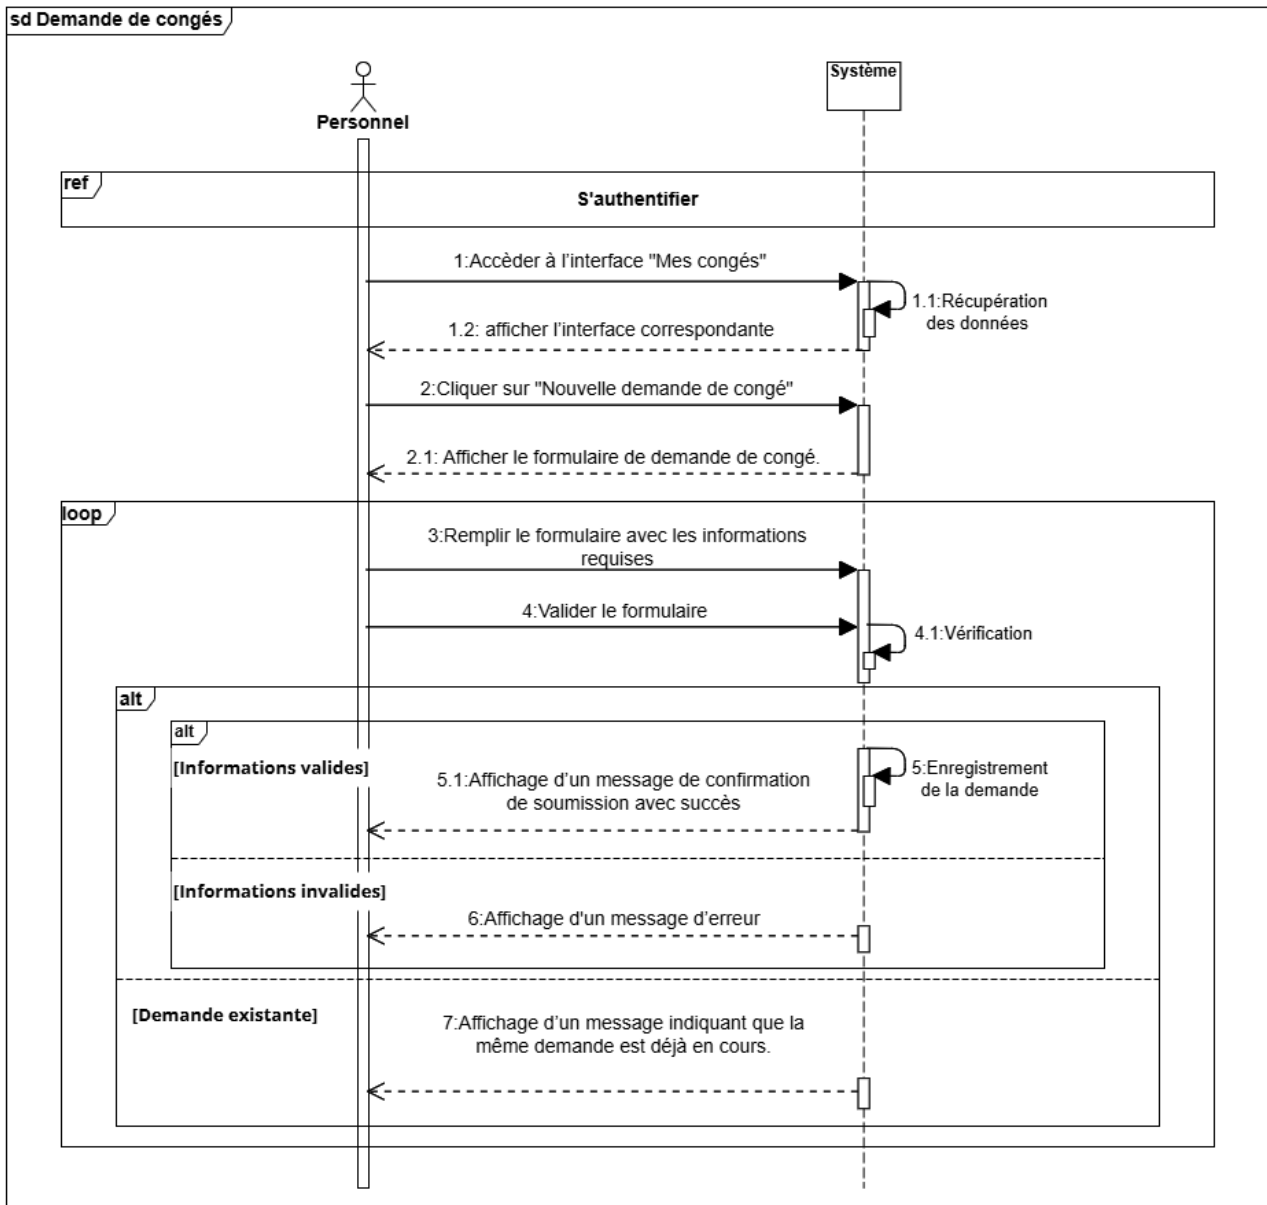 sd Demande de congés
Système
Personnel
ref
S'authentifier
1:Accèder à l'interface "Mes congés"
1.1:Récupération
des données
1.2: afficher l'interface correspondante
2:Cliquer sur "Nouvelle demande de congé"
2.1: Afficher le formulaire de demande de congé.
loop
3:Remplir le formulaire avec les informations
requises
4:Valider le formulaire
4.1:Vérification
alt
alt
[Informations valides]
5:Enregistrement
de la demande
5.1:Affichage d'un message de confirmation
de soumission avec succès
[Informations invalides]
6:Affichage d'un message d'erreur
[Demande existante]
7:Affichage d'un message indiquant que la
même demande est déjà en cours.